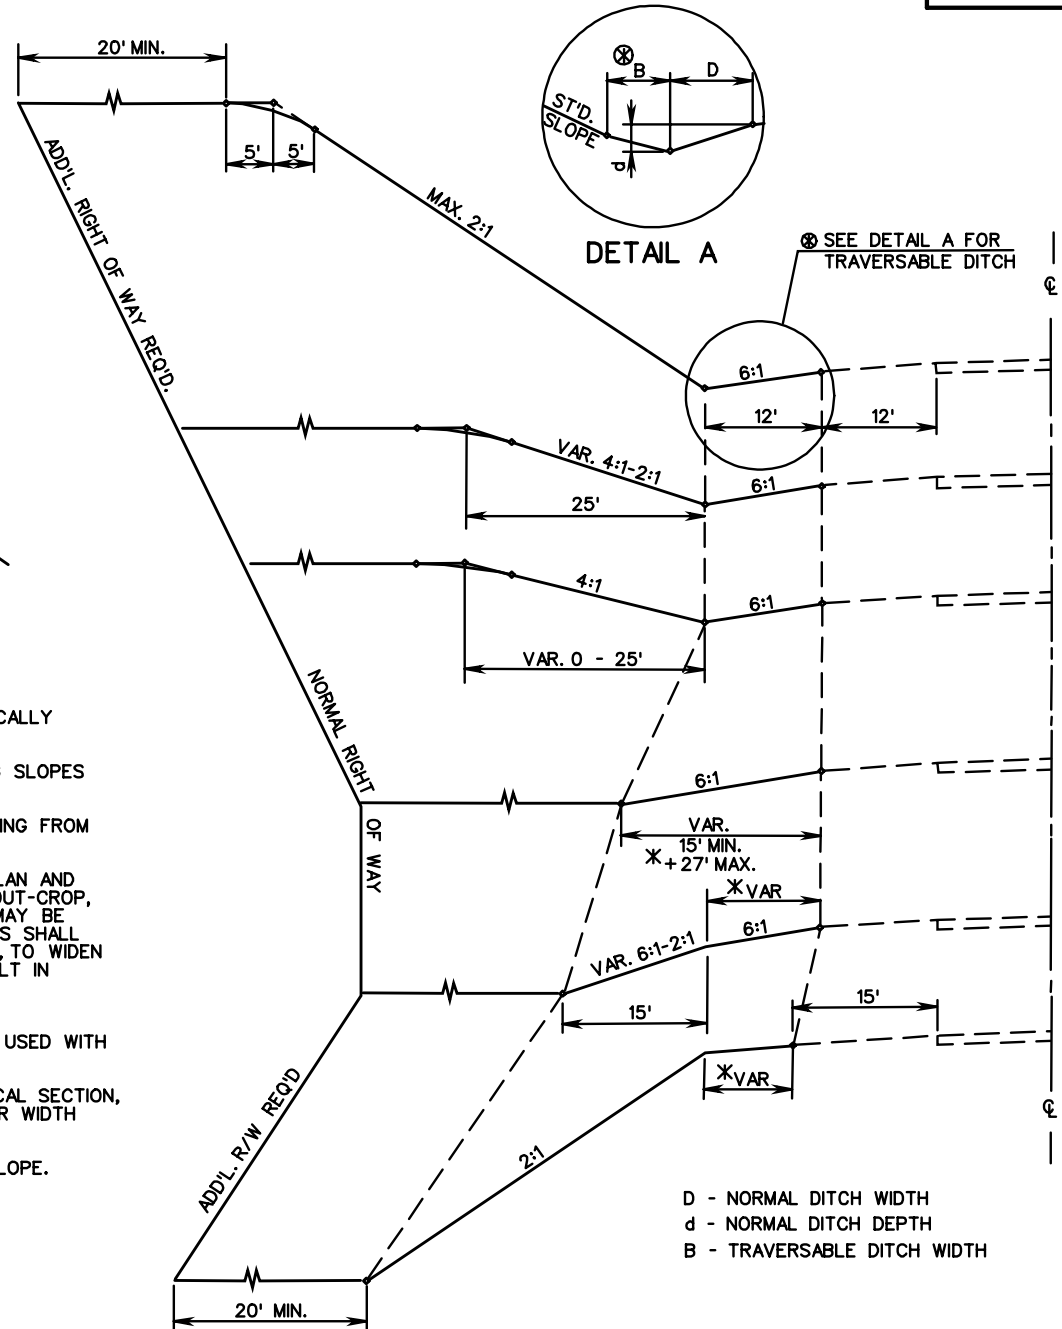 20' MIN.
5'
5'
ADD'L. RIGHT OF WAY REQ'D.
MAX. 2:1
B
D
ST'D.
SLOPE
d
DETAIL A
SEE DETAIL A FOR
TRAVERSABLE DITCH
℄
6:1
12'
12'
VAR. 4:1-2:1
6:1
25'
4:1
6:1
VAR. 0 - 25'
NORMAL RIGHT
OF WAY
6:1
VAR.
15' MIN.
*+27' MAX.
*VAR
VAR. 6:1-2:1
6:1
15'
15'
*VAR
ADD'L. R/W REQ'D
2:1
20' MIN.
℄
CALLY
SLOPES
ING FROM
LAN AND
OUT-CROP,
MAY BE
S SHALL
, TO WIDEN
LT IN
USED WITH
CAL SECTION,
R WIDTH
LOPE.
D - NORMAL DITCH WIDTH
d - NORMAL DITCH DEPTH
B - TRAVERSABLE DITCH WIDTH